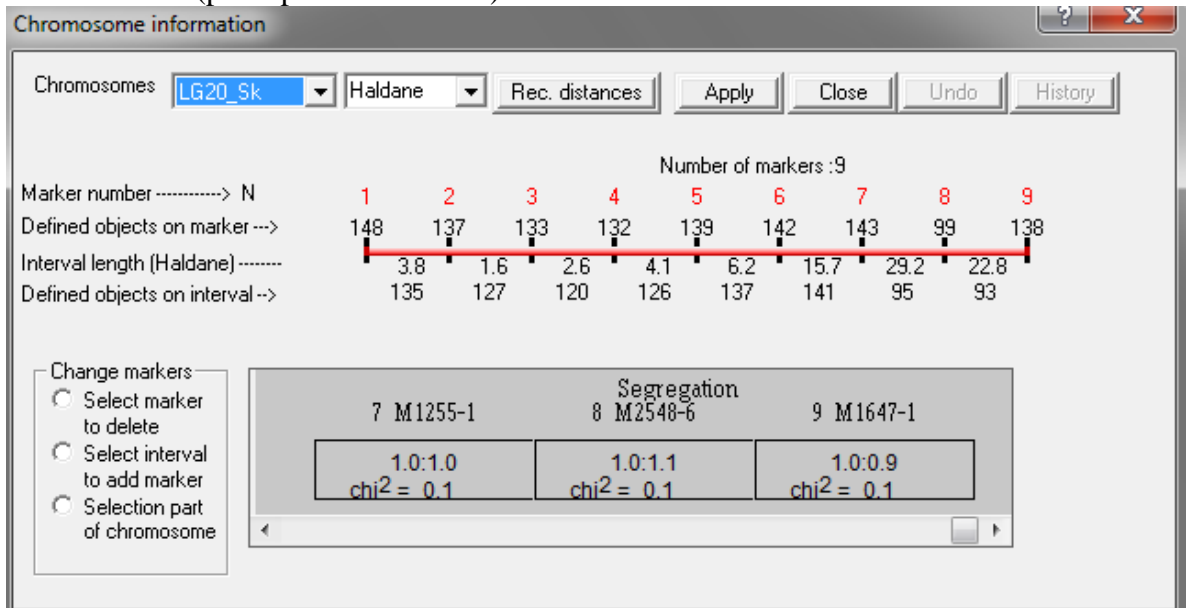 Chromosome information
Chromosomes LG20_Sk Haldane Rec. distances Apply Close Undo History
Number of markers :9
Marker number -----------> N 1 2 3 4 5 6 7 8 9
Defined objects on marker ---> 148 137 133 132 139 142 143 99 138
Interval length (Haldane)-------- 3.8 1.6 2.6 4.1 6.2 15.7 29.2 22.8
Defined objects on interval --> 135 127 120 126 137 141 95 93
Change markers
Select marker
to delete
Select interval
to add marker
Selection part
of chromosome
Segregation
7 M1255-1 8 M2548-6 9 M1647-1
1.0:1.0 1.0:1.1 1.0:0.9
chi2 = 0.1 chi2 = 0.1 chi2 = 0.1